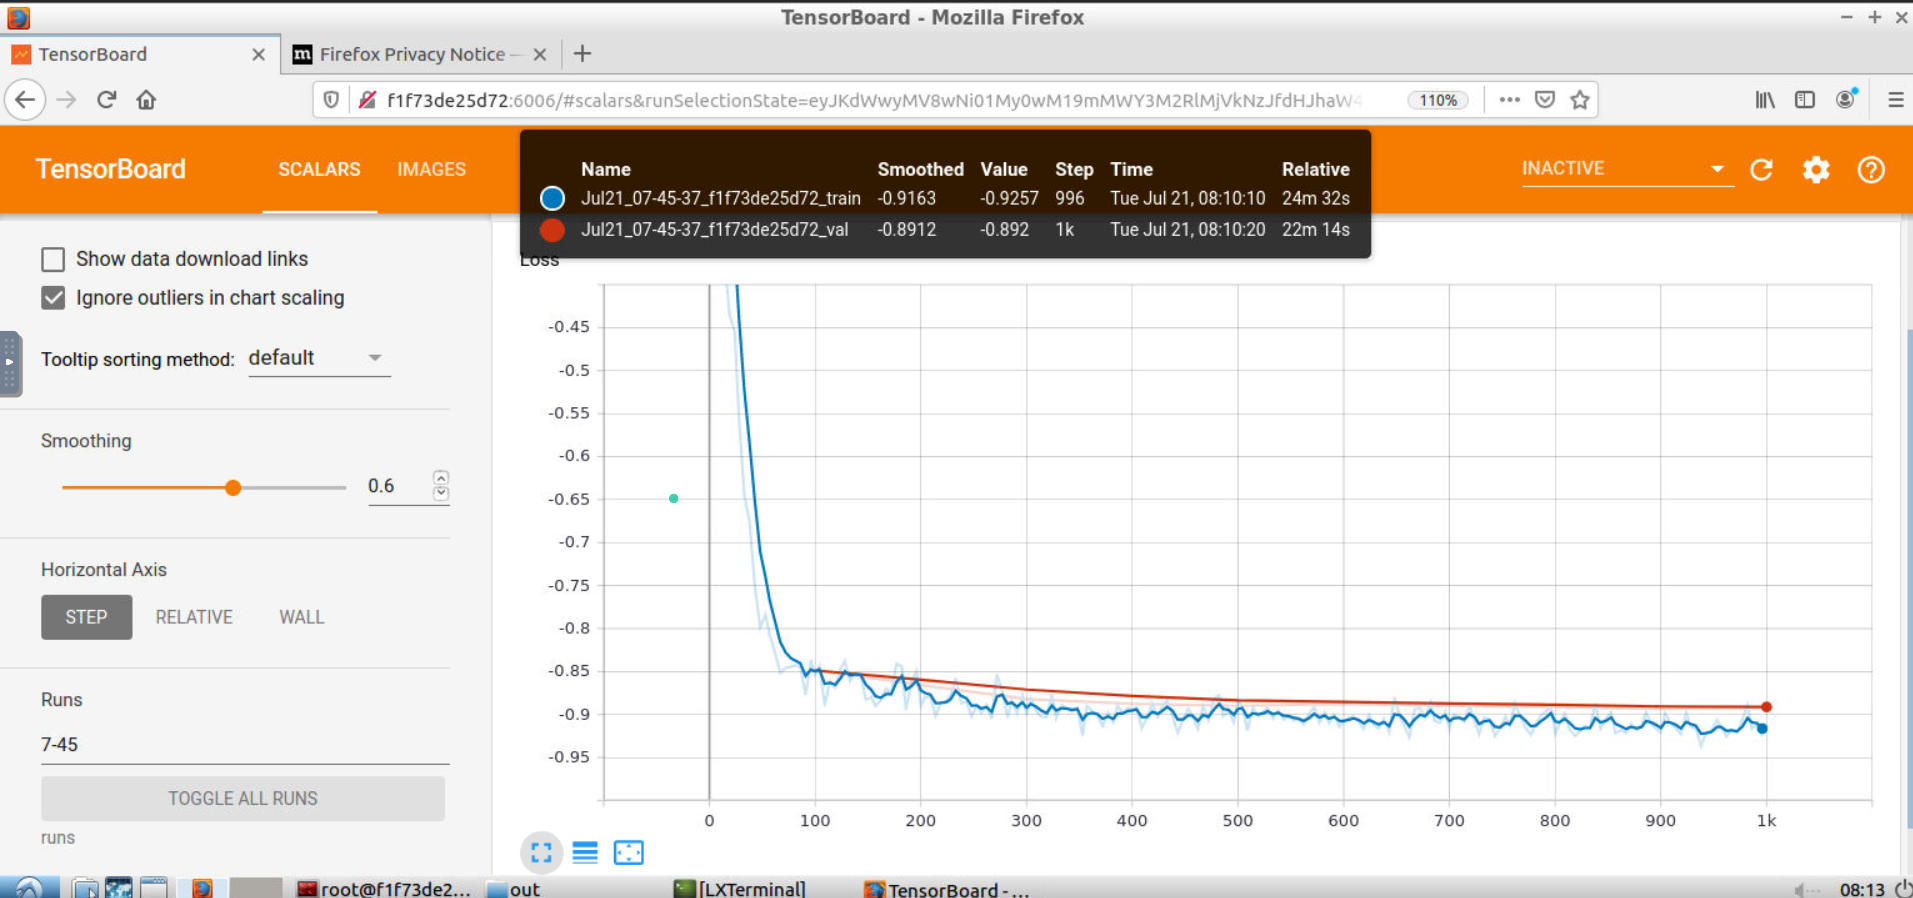 TensorBoard - Mozilla Firefox
TensorBoard
Firefox Privacy Notice —
f1f73de25d72:6006/#scalars&runSelectionState=eyJKdWwyMV8wNi01My0wM19mMWY3M2RlMjVkNzJfdHJhaW4
110%
TensorBoard
SCALARS
IMAGES
INACTIVE
Name Smoothed Value Step Time Relative
Jul21_07-45-37_f1f73de25d72_train -0.9163 -0.9257 996 Tue Jul 21, 08:10:10 24m 32s
Jul21_07-45-37_f1f73de25d72_val -0.8912 -0.892 1k Tue Jul 21, 08:10:20 22m 14s
Show data download links
Ignore outliers in chart scaling
Tooltip sorting method: default
Smoothing
0.6
Horizontal Axis
STEP RELATIVE WALL
Runs
7-45
TOGGLE ALL RUNS
runs
Loss
-0.45
-0.5
-0.55
-0.6
-0.65
-0.7
-0.75
-0.8
-0.85
-0.9
-0.95
0 100 200 300 400 500 600 700 800 900 1k
root@f1f73de2...
out
[LXTerminal]
TensorBoard - ...
08:13